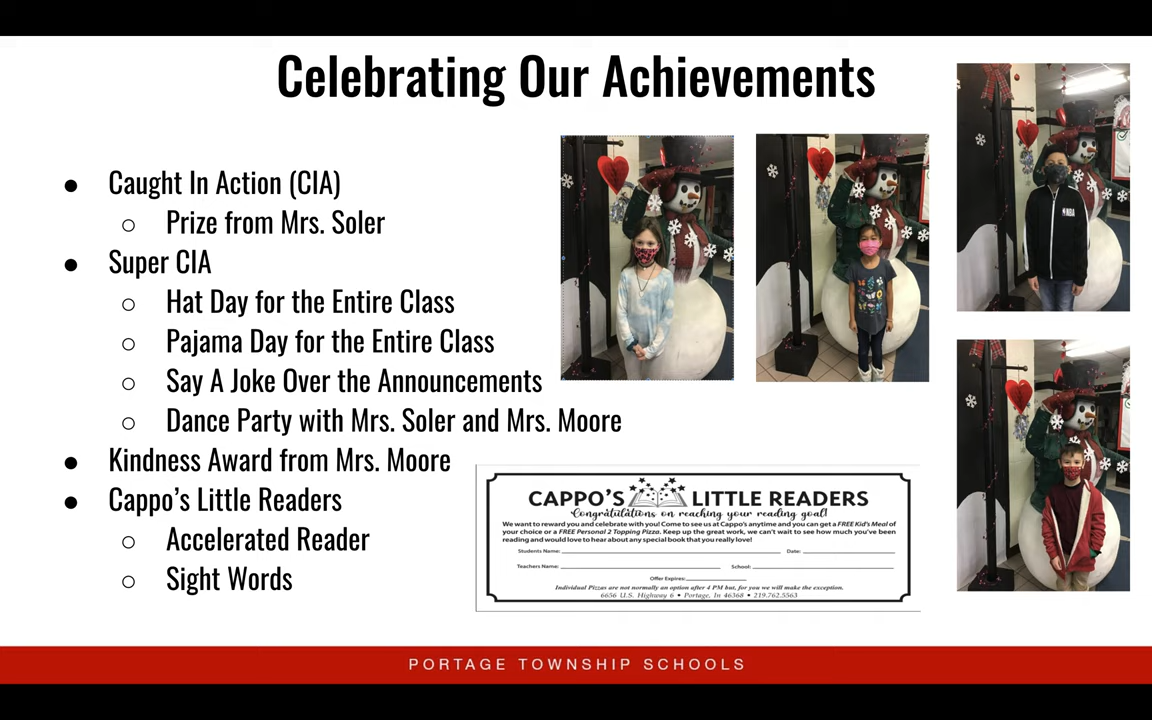 Celebrating Our Achievements
● Caught In Action (CIA)
○ Prize from Mrs. Soler
● Super CIA
○ Hat Day for the Entire Class
○ Pajama Day for the Entire Class
○ Say A Joke Over the Announcements
○ Dance Party with Mrs. Soler and Mrs. Moore
● Kindness Award from Mrs. Moore
● Cappo's Little Readers
○ Accelerated Reader
○ Sight Words
NBA
CAPPO'S LITTLE READERS
Congratulations on reaching your reading goal!
We want to reward you and celebrate with you! Come to see us at Cappo's anytime and you can get a FREE Kid's Meal of
your choice or a FREE Personal 2 Topping Pizza. Keep up the great work, we can't wait to see how much you've been
reading and would love to hear about any special book that you really love!
Students Name: Date:
Teachers Name: School:
Offer Expires:
Individual Pizzas are not normally an option after 4 PM but, for you we will make the exception.
6656 U.S. Highway 6 • Portage, In 46368 • 219.762.5563
PORTAGE TOWNSHIP SCHOOLS